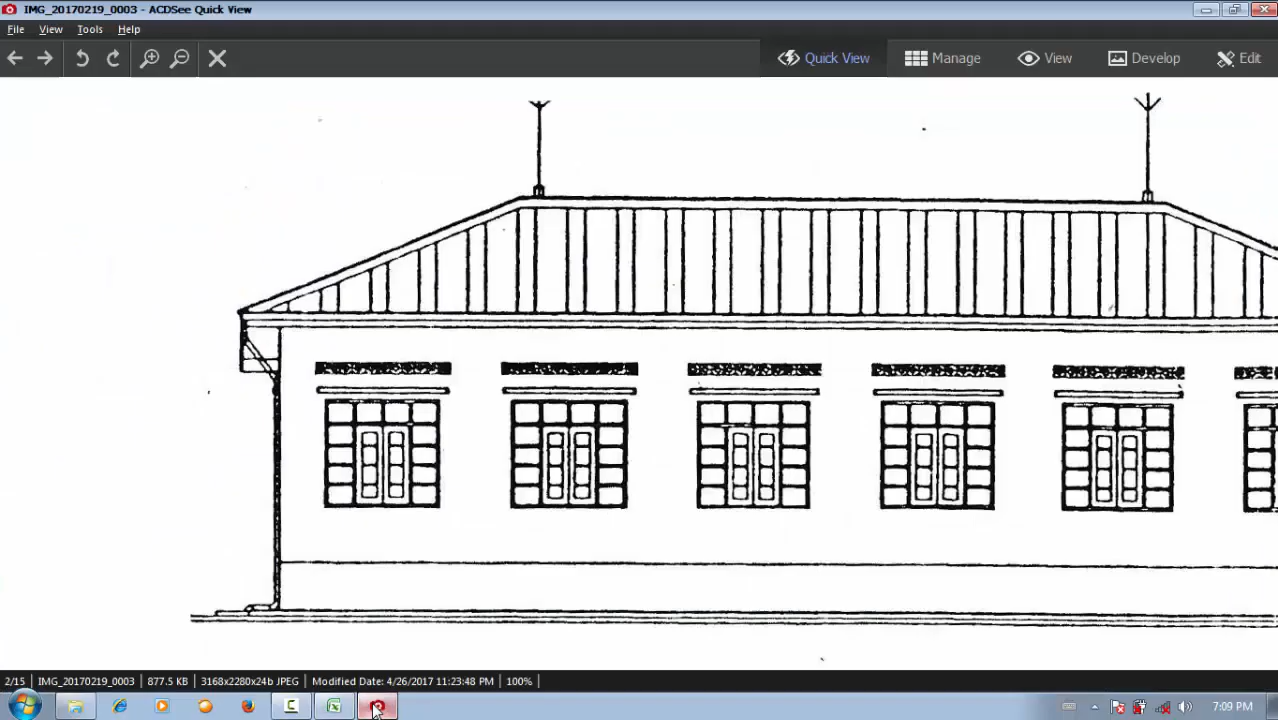 IMG_20170219_0003 - ACDSee Quick View
File View Tools Help
Quick View Manage View Develop Edit
2/15 IMG_20170219_0003 877.5 KB 3168x2280x24b JPEG Modified Date: 4/26/2017 11:23:48 PM 100%
7:09 PM